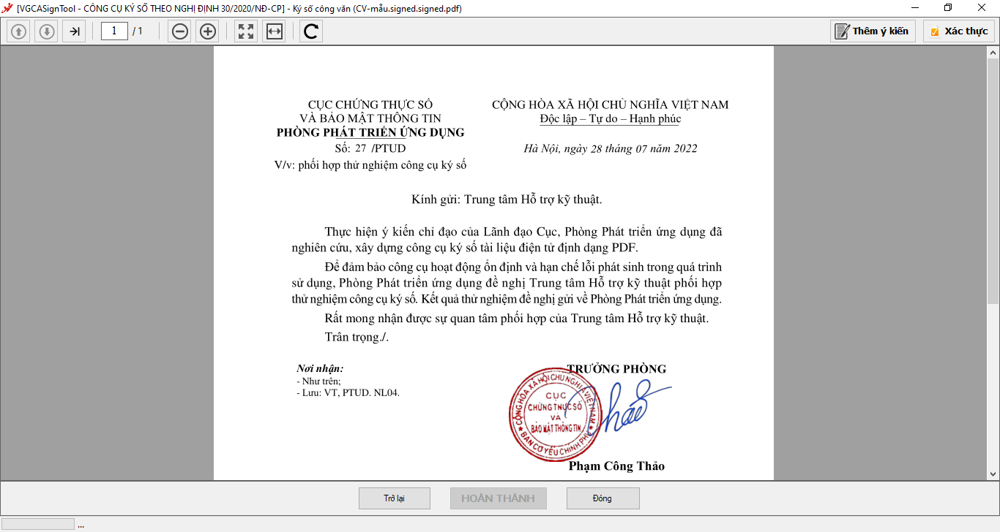 [VGCASignTool - CÔNG CỤ KÝ SỐ THEO NGHỊ ĐỊNH 30/2020/NĐ-CP] - Ký số công văn (CV-mẫu.signed.signed.pdf)
1 / 1
Thêm ý kiến
Xác thực
CỤC CHỨNG THỰC SỐ
VÀ BẢO MẬT THÔNG TIN
PHÒNG PHÁT TRIỂN ỨNG DỤNG
Số: 27 /PTUD
V/v: phối hợp thử nghiệm công cụ ký số
CỘNG HÒA XÃ HỘI CHỦ NGHĨA VIỆT NAM
Độc lập – Tự do – Hạnh phúc
Hà Nội, ngày 28 tháng 07 năm 2022
Kính gửi: Trung tâm Hỗ trợ kỹ thuật.
Thực hiện ý kiến chỉ đạo của Lãnh đạo Cục, Phòng Phát triển ứng dụng đã
nghiên cứu, xây dựng công cụ ký số tài liệu điện tử định dạng PDF.
Để đảm bảo công cụ hoạt động ổn định và hạn chế lỗi phát sinh trong quá trình
sử dụng, Phòng Phát triển ứng dụng đề nghị Trung tâm Hỗ trợ kỹ thuật phối hợp
thử nghiệm công cụ ký số. Kết quả thử nghiệm đề nghị gửi về Phòng Phát triển ứng dụng.
Rất mong nhận được sự quan tâm phối hợp của Trung tâm Hỗ trợ kỹ thuật.
Trân trọng./.
Nơi nhận:
- Như trên;
- Lưu: VT, PTUD. NL04.
TRƯỞNG PHÒNG
CỘNG HÒA XÃ HỘI CHỦ NGHĨA VIỆT NAM
CỤC
CHỨNG THỰC SỐ
VÀ
BẢO MẬT THÔNG TIN
BAN CƠ YẾU CHÍNH PHỦ
Thảo
Phạm Công Thảo
Trở lại
HOÀN THÀNH
Đóng
...